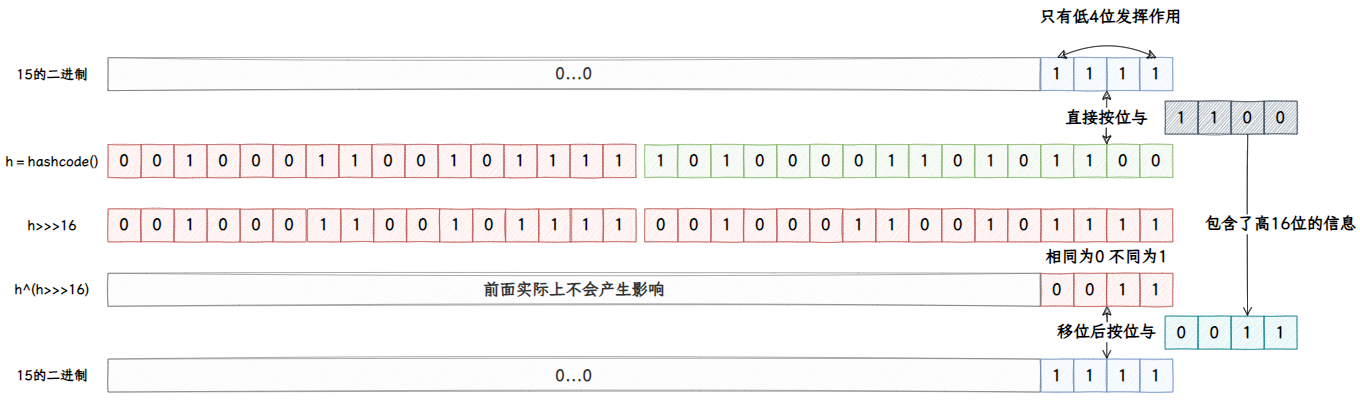 只有低4位发挥作用
15的二进制 0...0 1 1 1 1
直接按位与 1 1 0 0
h = hashcode() 0 0 1 0 0 0 1 1 0 0 1 0 1 1 1 1 1 0 1 0 0 0 0 1 1 0 1 0 1 1 0 0
h>>>16 0 0 1 0 0 0 1 1 0 0 1 0 1 1 1 1 0 0 1 0 0 0 1 1 0 0 1 0 1 1 1 1
包含了高16位的信息
相同为0 不同为1
h^(h>>>16) 前面实际上不会产生影响 0 0 1 1
移位后按位与 0 0 1 1
15的二进制 0...0 1 1 1 1